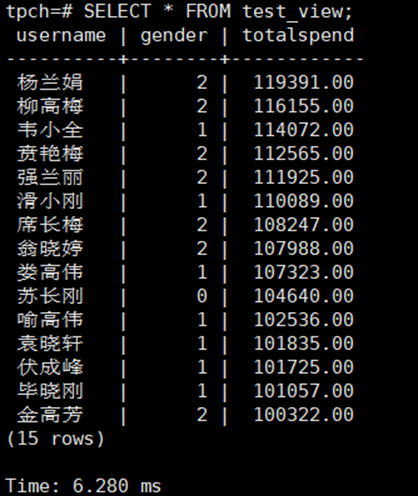 tpch=# SELECT * FROM test_view;
 username | gender | totalspend
----------+--------+------------
 杨兰娟   |      2 |  119391.00
 柳高梅   |      2 |  116155.00
 韦小全   |      1 |  114072.00
 贲艳梅   |      2 |  112565.00
 强兰丽   |      2 |  111925.00
 滑小刚   |      1 |  110089.00
 席长梅   |      2 |  108247.00
 翁晓婷   |      2 |  107988.00
 娄高伟   |      1 |  107323.00
 苏长刚   |      0 |  104640.00
 喻高伟   |      1 |  102536.00
 袁晓轩   |      1 |  101835.00
 伏成峰   |      1 |  101725.00
 毕晓刚   |      1 |  101057.00
 金高芳   |      2 |  100322.00
(15 rows)
Time: 6.280 ms